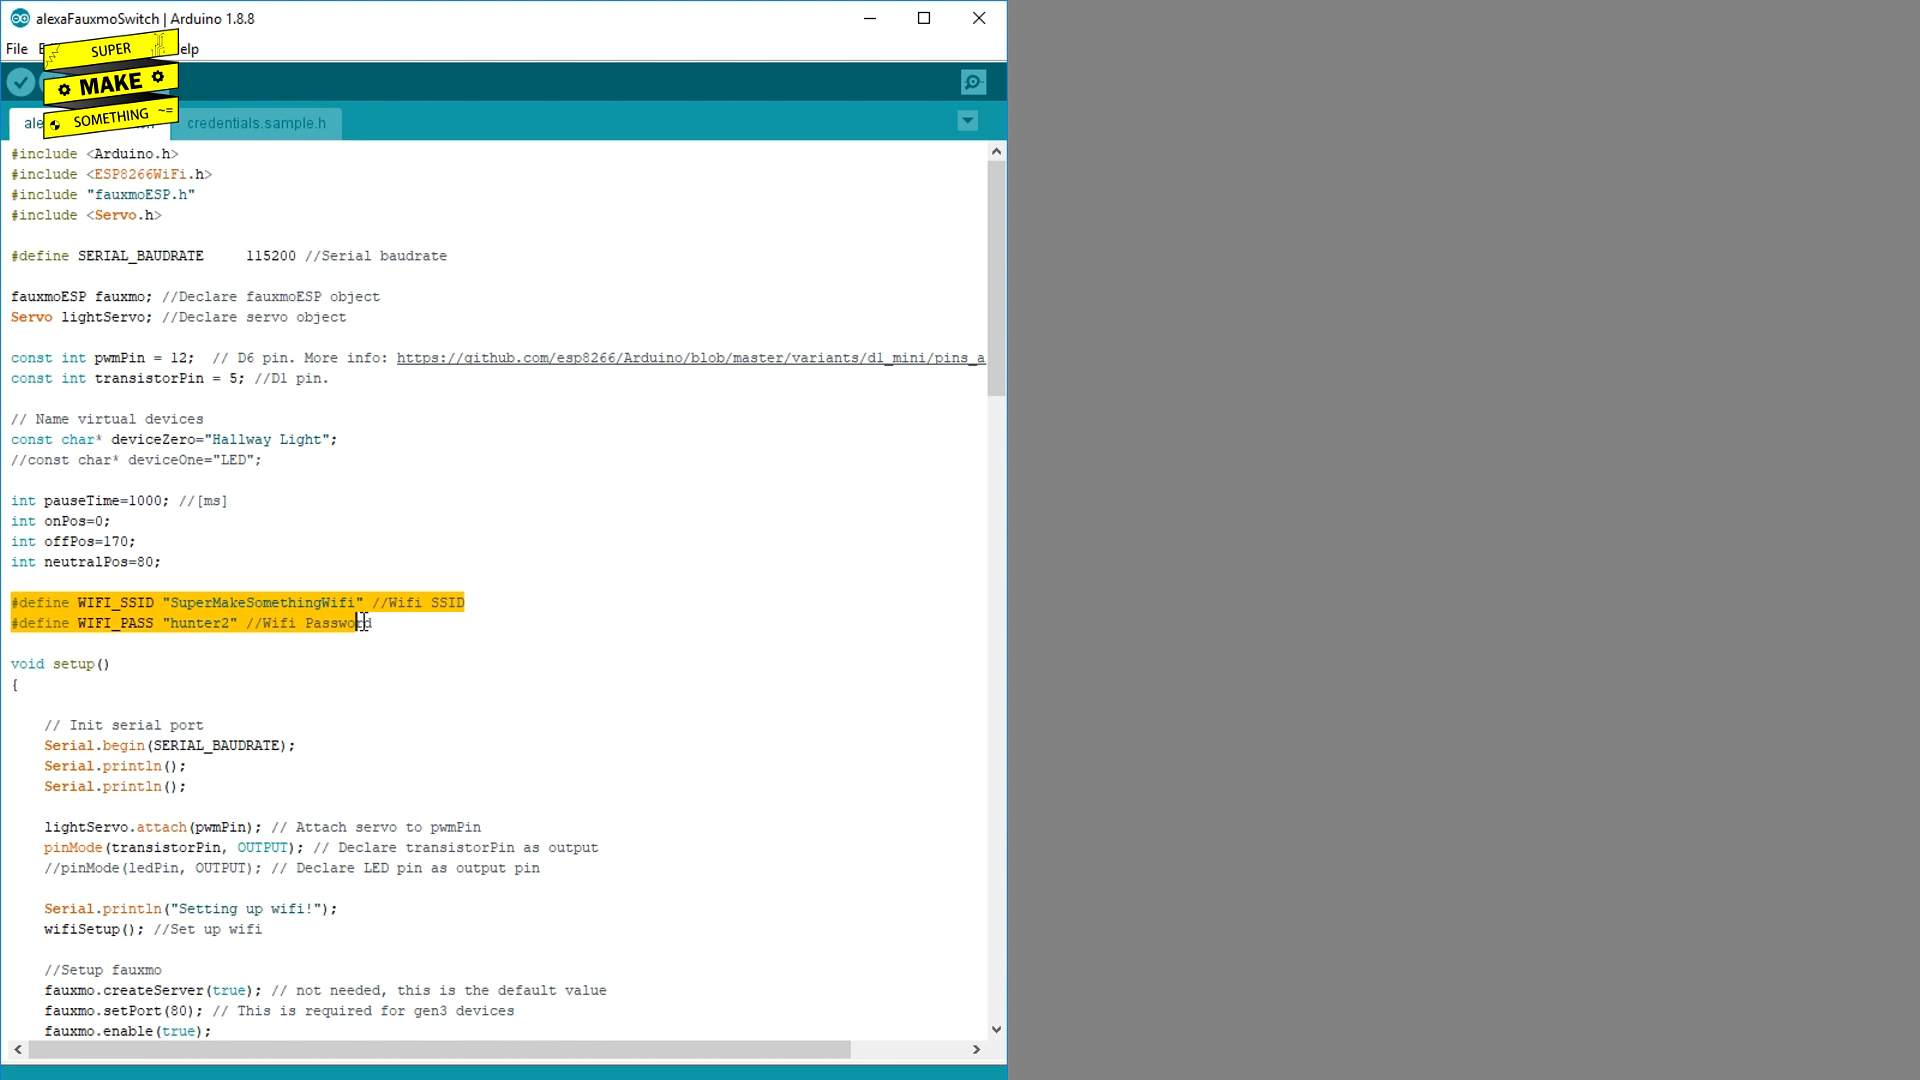 alexaFauxmoSwitch | Arduino 1.8.8
File E elp
SUPER
MAKE
SOMETHING ~=
ale credentials.sample.h
#include <Arduino.h>
#include <ESP8266WiFi.h>
#include "fauxmoESP.h"
#include <Servo.h>
#define SERIAL_BAUDRATE     115200 //Serial baudrate
fauxmoESP fauxmo; //Declare fauxmoESP object
Servo lightServo; //Declare servo object
const int pwmPin = 12;  // D6 pin. More info: https://github.com/esp8266/Arduino/blob/master/variants/d1_mini/pins_a
const int transistorPin = 5; //D1 pin.
// Name virtual devices
const char* deviceZero="Hallway Light";
//const char* deviceOne="LED";
int pauseTime=1000; //[ms]
int onPos=0;
int offPos=170;
int neutralPos=80;
#define WIFI_SSID "SuperMakeSomethingWifi" //Wifi SSID
#define WIFI_PASS "hunter2" //Wifi Password
void setup()
{
// Init serial port
Serial.begin(SERIAL_BAUDRATE);
Serial.println();
Serial.println();
lightServo.attach(pwmPin); // Attach servo to pwmPin
pinMode(transistorPin, OUTPUT); // Declare transistorPin as output
//pinMode(ledPin, OUTPUT); // Declare LED pin as output pin
Serial.println("Setting up wifi!");
wifiSetup(); //Set up wifi
//Setup fauxmo
fauxmo.createServer(true); // not needed, this is the default value
fauxmo.setPort(80); // This is required for gen3 devices
fauxmo.enable(true);